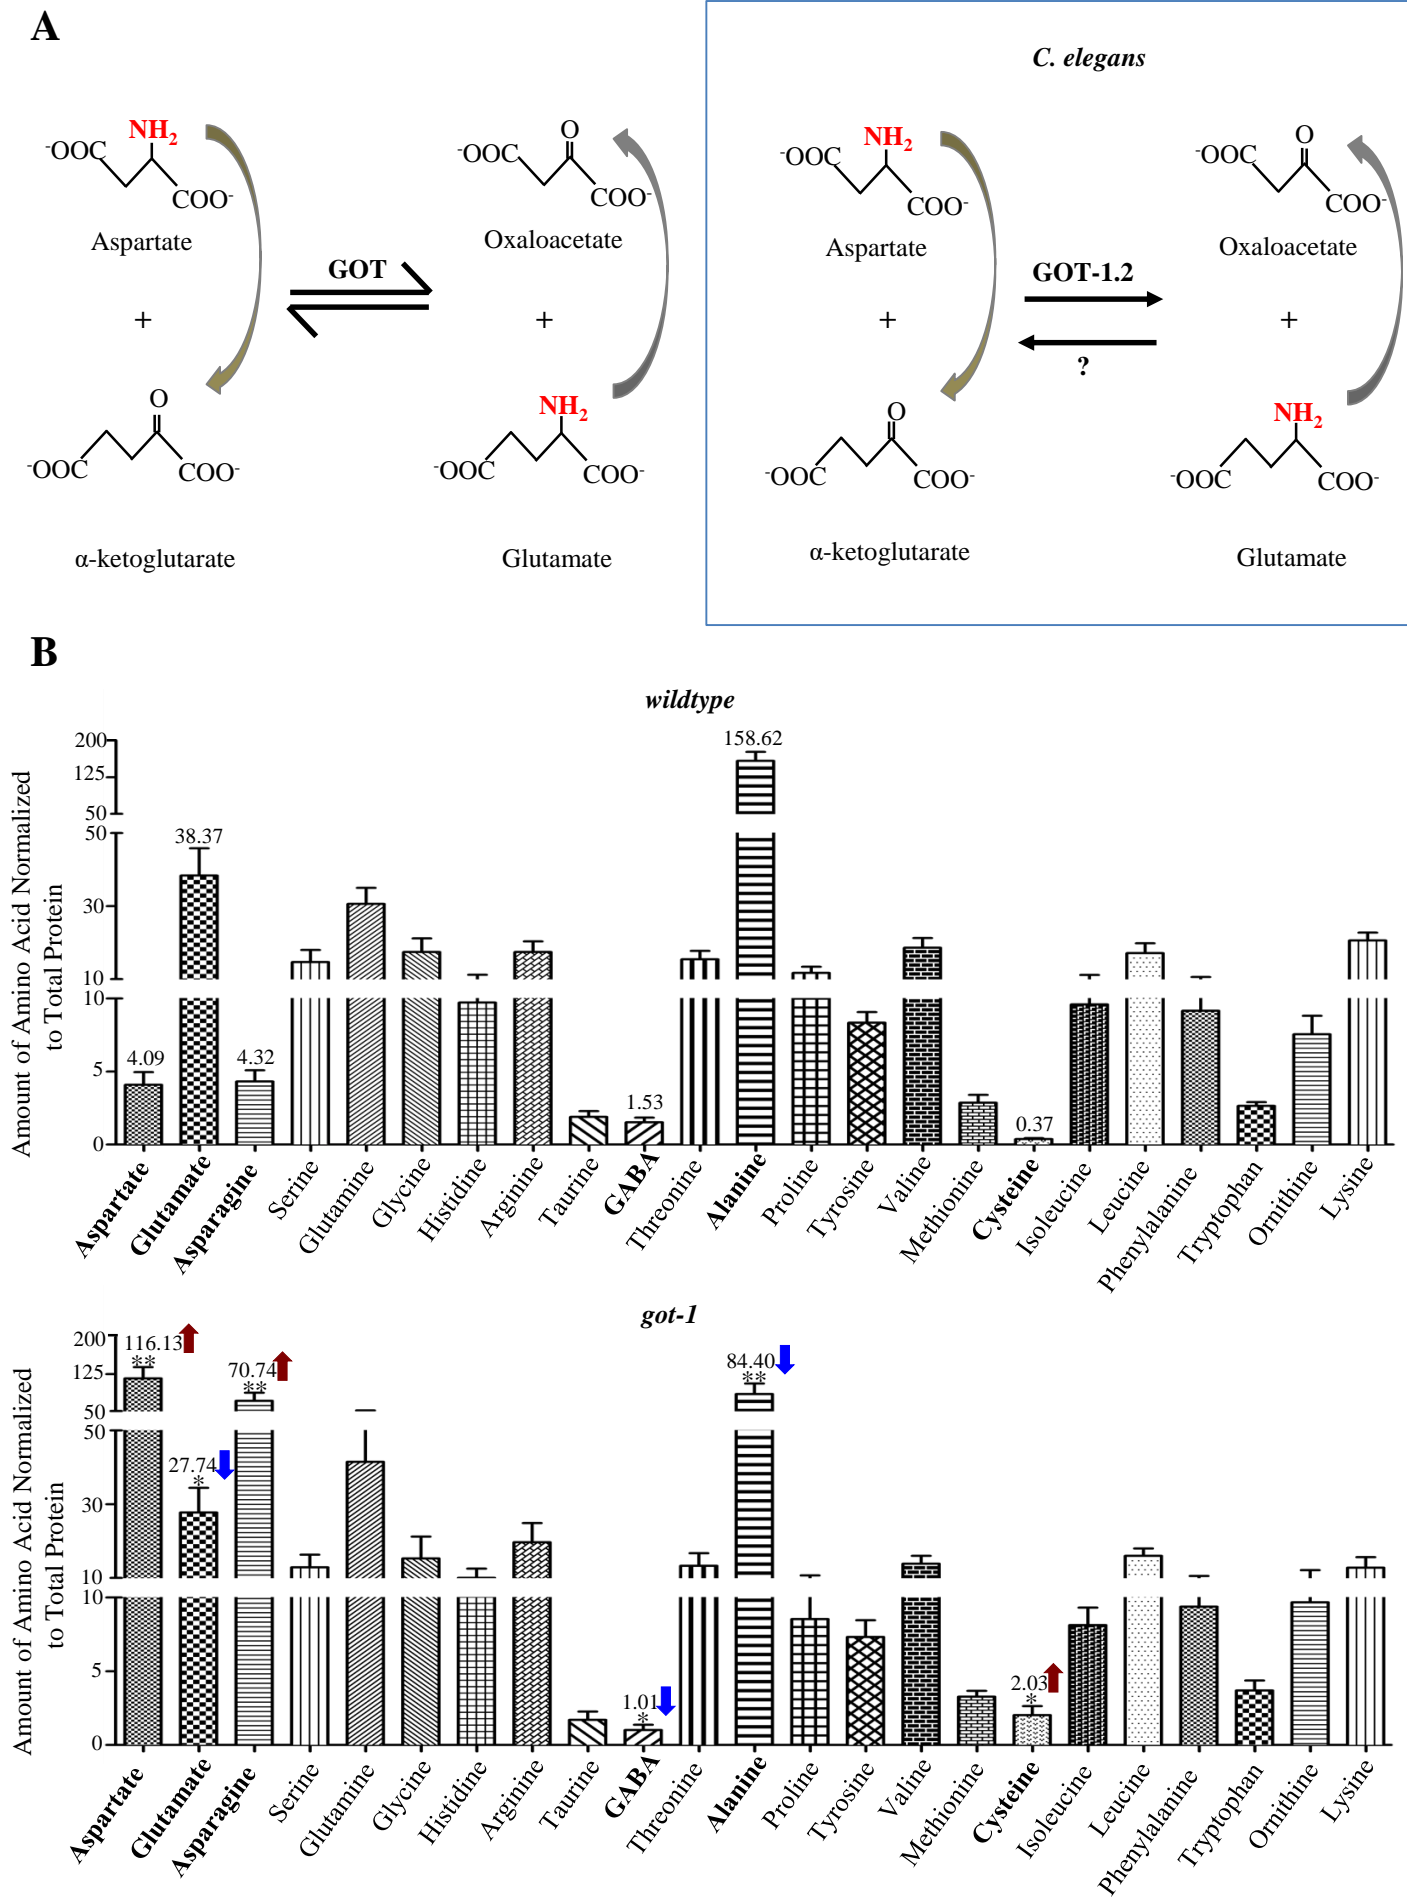 A
C. elegans
NH2
-OOC
COO-
Aspartate
+
O
-OOC
COO-
α-ketoglutarate
GOT
O
-OOC
COO-
Oxaloacetate
+
NH2
-OOC
COO-
Glutamate
NH2
-OOC
COO-
Aspartate
+
O
-OOC
COO-
α-ketoglutarate
GOT-1.2
?
O
-OOC
COO-
Oxaloacetate
+
NH2
-OOC
COO-
Glutamate
B
wildtype
Amount of Amino Acid Normalized
to Total Protein
200
125
50
50
30
10
10
5
0
4.09
38.37
4.32
1.53
158.62
0.37
Aspartate
Glutamate
Asparagine
Serine
Glutamine
Glycine
Histidine
Arginine
Taurine
GABA
Threonine
Alanine
Proline
Tyrosine
Valine
Methionine
Cysteine
Isoleucine
Leucine
Phenylalanine
Tryptophan
Ornithine
Lysine
got-1
Amount of Amino Acid Normalized
to Total Protein
200
125
50
50
30
10
10
5
0
116.13
**
27.74
*
70.74
**
1.01
*
84.40
**
2.03
*
Aspartate
Glutamate
Asparagine
Serine
Glutamine
Glycine
Histidine
Arginine
Taurine
GABA
Threonine
Alanine
Proline
Tyrosine
Valine
Methionine
Cysteine
Isoleucine
Leucine
Phenylalanine
Tryptophan
Ornithine
Lysine